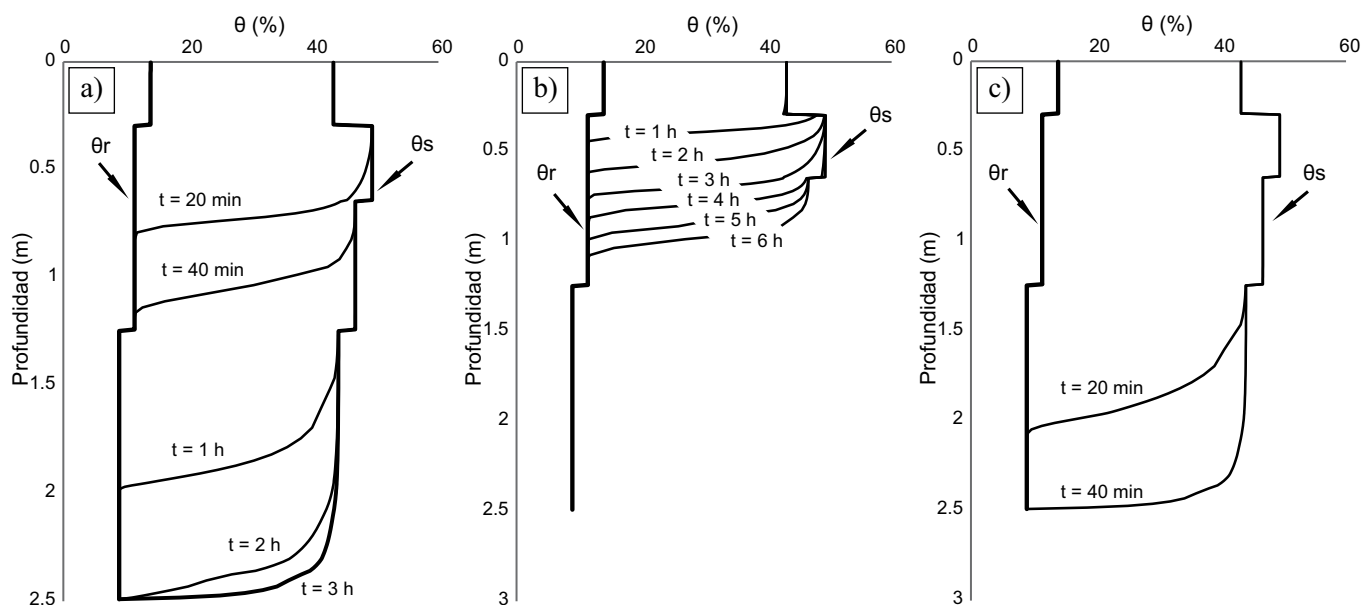 θ (%)
0 20 40 60
a)
θr
θs
t = 20 min
t = 40 min
t = 1 h
t = 2 h
t = 3 h
0
0.5
1
1.5
2
2.5
Profundidad (m)
θ (%)
0 20 40 60
b)
θr
θs
t = 1 h
t = 2 h
t = 3 h
t = 4 h
t = 5 h
t = 6 h
0
0.5
1
1.5
2
2.5
3
Profundidad (m)
θ (%)
0 20 40 60
c)
θr
θs
t = 20 min
t = 40 min
0
0.5
1
1.5
2
2.5
3
Profundidad (m)